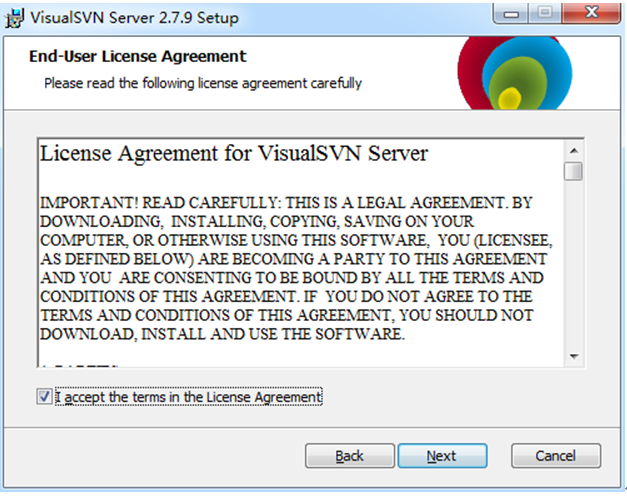 VisualSVN Server 2.7.9 Setup
End-User License Agreement
Please read the following license agreement carefully
License Agreement for VisualSVN Server
IMPORTANT! READ CAREFULLY: THIS IS A LEGAL AGREEMENT. BY
DOWNLOADING, INSTALLING, COPYING, SAVING ON YOUR
COMPUTER, OR OTHERWISE USING THIS SOFTWARE, YOU (LICENSEE,
AS DEFINED BELOW) ARE BECOMING A PARTY TO THIS AGREEMENT
AND YOU ARE CONSENTING TO BE BOUND BY ALL THE TERMS AND
CONDITIONS OF THIS AGREEMENT. IF YOU DO NOT AGREE TO THE
TERMS AND CONDITIONS OF THIS AGREEMENT, YOU SHOULD NOT
DOWNLOAD, INSTALL AND USE THE SOFTWARE.
I accept the terms in the License Agreement
Back Next Cancel